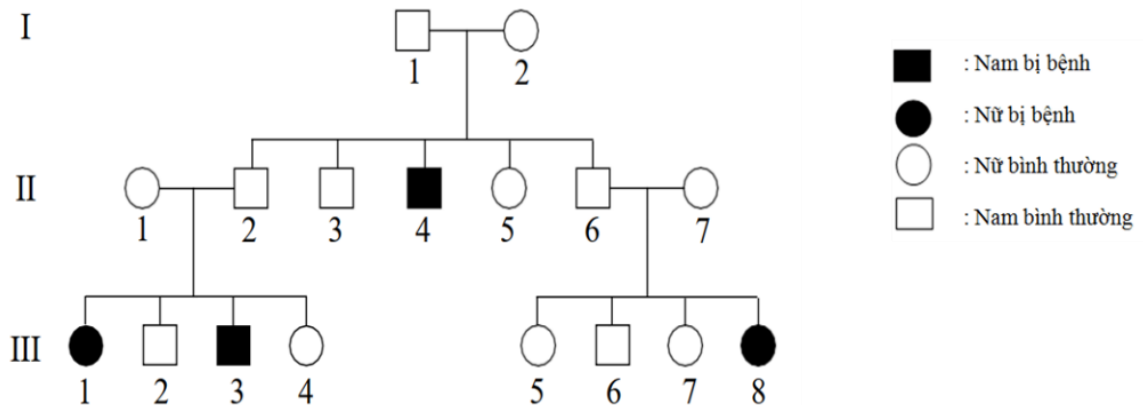 I
1 2
: Nam bị bệnh
: Nữ bị bệnh
: Nữ bình thường
: Nam bình thường
II
1 2 3 4 5 6 7
III
1 2 3 4 5 6 7 8